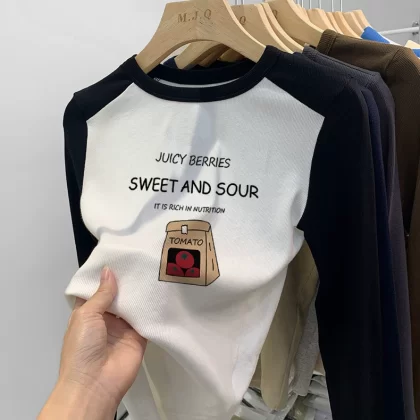 M.J.Q
JUICY BERRIES
SWEET AND SOUR
IT IS RICH IN NUTRITION
TOMATO